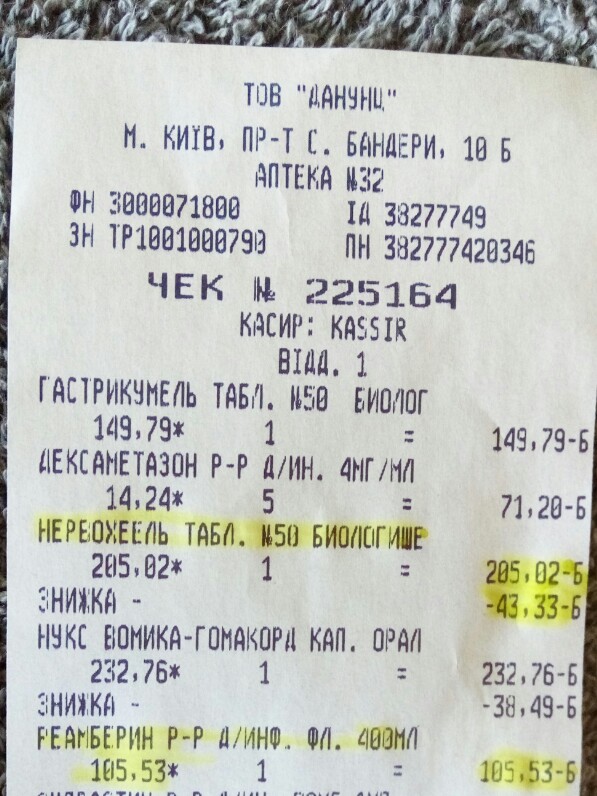 ТОВ "ДАНУНЦ"
М. КИЇВ, ПР-Т С. БАНДЕРИ, 10 Б
АПТЕКА №32
ФН 3000071800 ІД 38277749
ЗН ТР1001000790 ПН 382777420346
ЧЕК № 225164
КАСИР: KASSIR
ВІДД. 1
ГАСТРИКУМЕЛЬ ТАБЛ. №50 БИОЛОГ
149,79* 1 = 149,79-Б
ДЕКСАМЕТАЗОН Р-Р Д/ИН. 4МГ/МЛ
14,24* 5 = 71,20-Б
НЕРВОХЕЕЛЬ ТАБЛ. №50 БИОЛОГИШЕ
205,02* 1 = 205,02-Б
ЗНИЖКА - -43,33-Б
НУКС ВОМИКА-ГОМАКОРД КАП. ОРАЛ
232,76* 1 = 232,76-Б
ЗНИЖКА - -38,49-Б
РЕАМБЕРИН Р-Р Д/ИНФ. ФЛ. 400МЛ
105,53* 1 = 105,53-Б